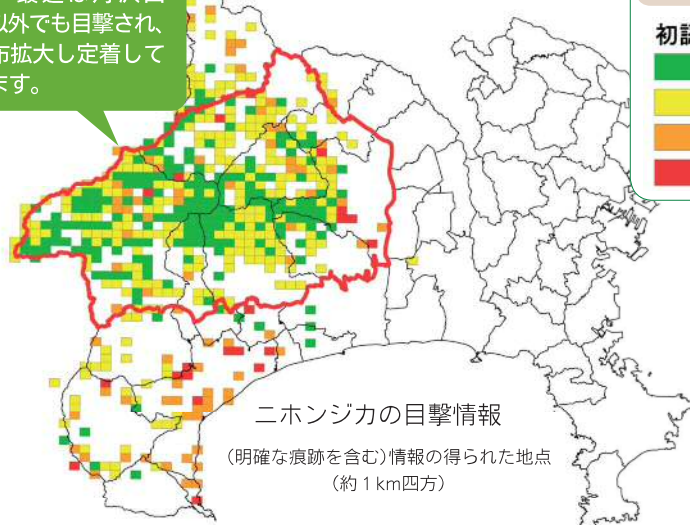 以外でも目撃され、
布拡大し定着して
ます。
初認
ニホンジカの目撃情報
（明確な痕跡を含む）情報の得られた地点
（約１km四方）